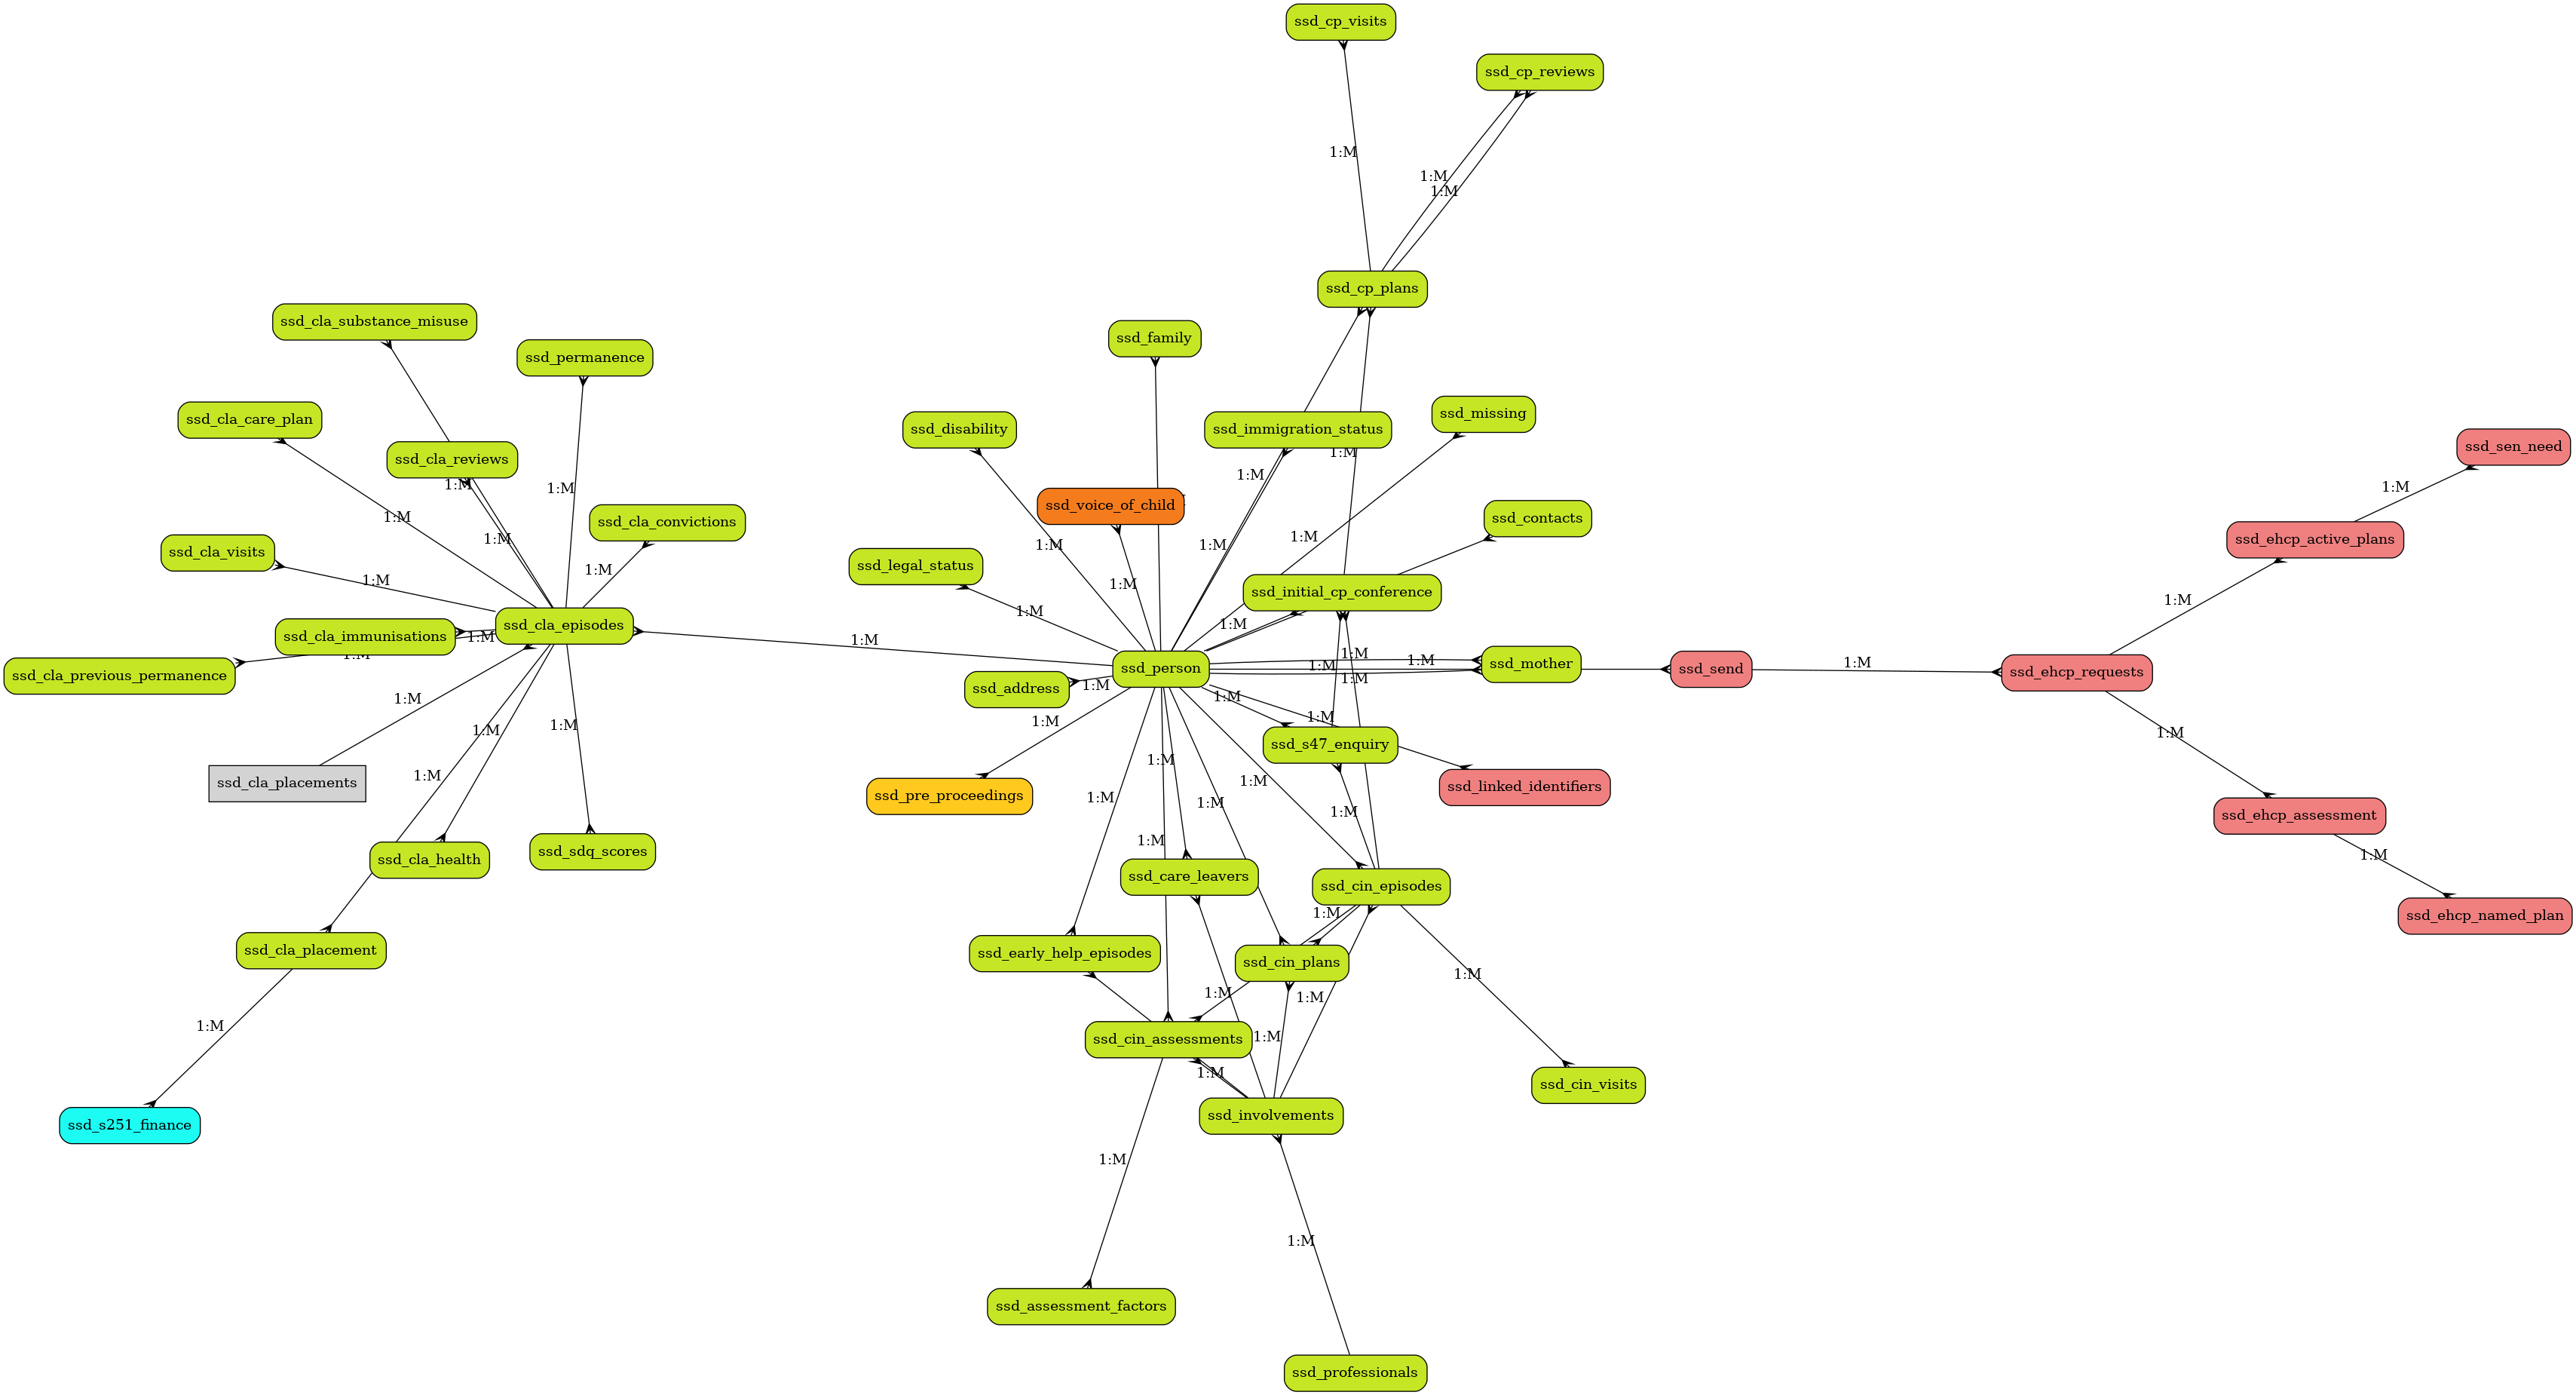 ssd_cp_visits
ssd_cp_reviews
1:M
1:M
1:M
ssd_cp_plans
ssd_cla_substance_misuse
ssd_family
ssd_permanence
ssd_missing
ssd_cla_care_plan
ssd_disability
ssd_immigration_status
ssd_sen_need
1:M
ssd_cla_reviews
1:M
1:M
1:M
1:M
ssd_voice_of_child
ssd_contacts
1:M
ssd_cla_convictions
1:M
1:M
1:M
1:M
ssd_ehcp_active_plans
ssd_cla_visits
1:M
1:M
ssd_legal_status
1:M
1:M
ssd_initial_cp_conference
1:M
1:M
ssd_cla_episodes
1:M
ssd_cla_immunisations
1:M
1:M
1:M
1:M
1:M
1:M
ssd_mother
1:M
ssd_person
ssd_send
ssd_ehcp_requests
ssd_cla_previous_permanence
1:M
1:M
ssd_address
1:M
1:M
1:M
1:M
1:M
1:M
1:M
1:M
ssd_s47_enquiry
1:M
ssd_cla_placements
1:M
1:M
ssd_linked_identifiers
ssd_pre_proceedings
1:M
1:M
1:M
ssd_ehcp_assessment
1:M
ssd_sdq_scores
ssd_cla_health
1:M
ssd_care_leavers
ssd_cin_episodes
1:M
ssd_ehcp_named_plan
ssd_cla_placement
ssd_early_help_episodes
ssd_cin_plans
1:M
1:M
1:M
1:M
1:M
ssd_cin_assessments
1:M
ssd_cin_visits
ssd_s251_finance
ssd_involvements
1:M
1:M
ssd_assessment_factors
ssd_professionals